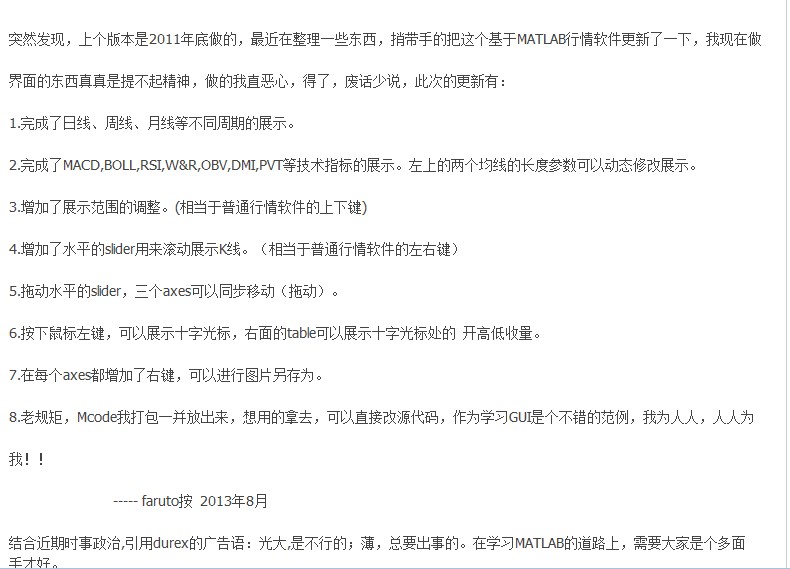 突然发现，上个版本是2011年底做的，最近在整理一些东西，捎带手的把这个基于MATLAB行情软件更新了一下，我现在做
界面的东西真真是提不起精神，做的我直恶心，得了，废话少说，此次的更新有：
1.完成了日线、周线、月线等不同周期的展示。
2.完成了MACD,BOLL,RSI,W&R,OBV,DMI,PVT等技术指标的展示。左上的两个均线的长度参数可以动态修改展示。
3.增加了展示范围的调整。(相当于普通行情软件的上下键)
4.增加了水平的slider用来滚动展示K线。（相当于普通行情软件的左右键）
5.拖动水平的slider，三个axes可以同步移动（拖动）。
6.按下鼠标左键，可以展示十字光标，右面的table可以展示十字光标处的 开高低收量。
7.在每个axes都增加了右键，可以进行图片另存为。
8.老规矩，Mcode我打包一并放出来，想用的拿去，可以直接改源代码，作为学习GUI是个不错的范例，我为人人，人人为
我！！
----- faruto按 2013年8月
结合近期时事政治,引用durex的广告语：光大,是不行的；薄，总要出事的。在学习MATLAB的道路上，需要大家是个多面
手才好。